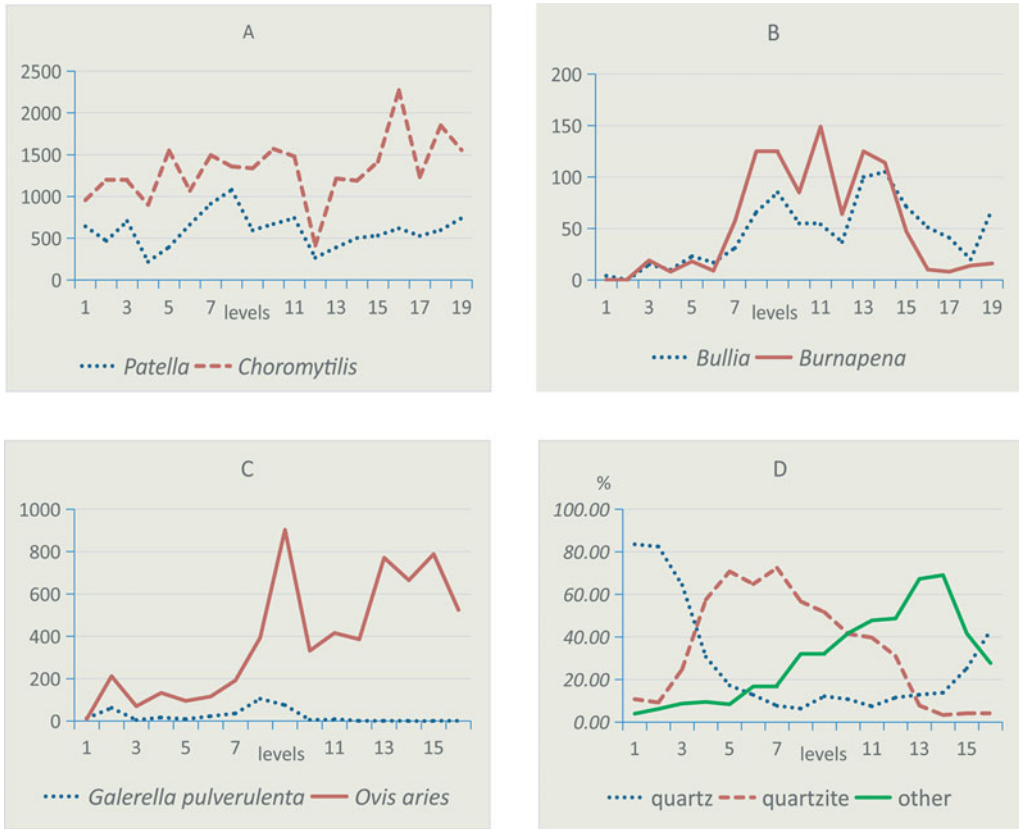 A
2500
2000
1500
1000
500
0
1 3 5 7 levels 11 13 15 17 19
Patella Choromytilis
B
200
150
100
50
0
1 3 5 7 levels 11 13 15 17 19
Bullia Burnapena
C
1000
800
600
400
200
0
1 3 5 7 levels 11 13 15
Galerella pulverulenta Ovis aries
D
%
100.00
80.00
60.00
40.00
20.00
0.00
1 3 5 7 levels 11 13 15
quartz quartzite other